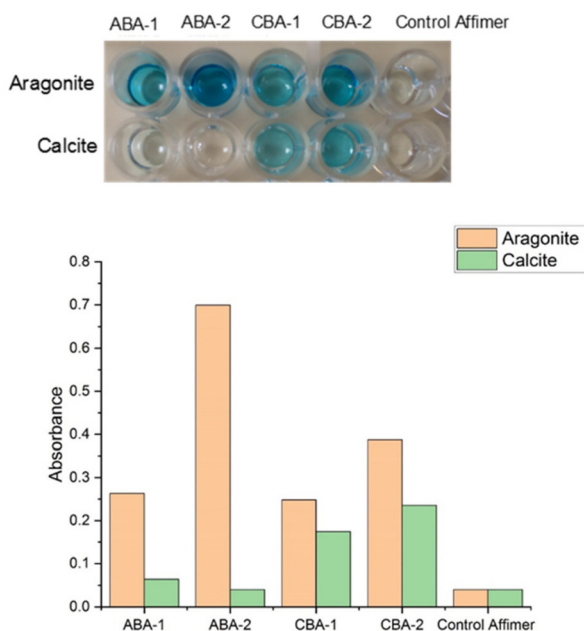 ABA-1 ABA-2 CBA-1 CBA-2 Control Affimer
Aragonite
Calcite
Aragonite
Calcite
0.8
0.7
0.6
0.5
0.4
0.3
0.2
0.1
0.0
Absorbance
ABA-1 ABA-2 CBA-1 CBA-2 Control Affimer